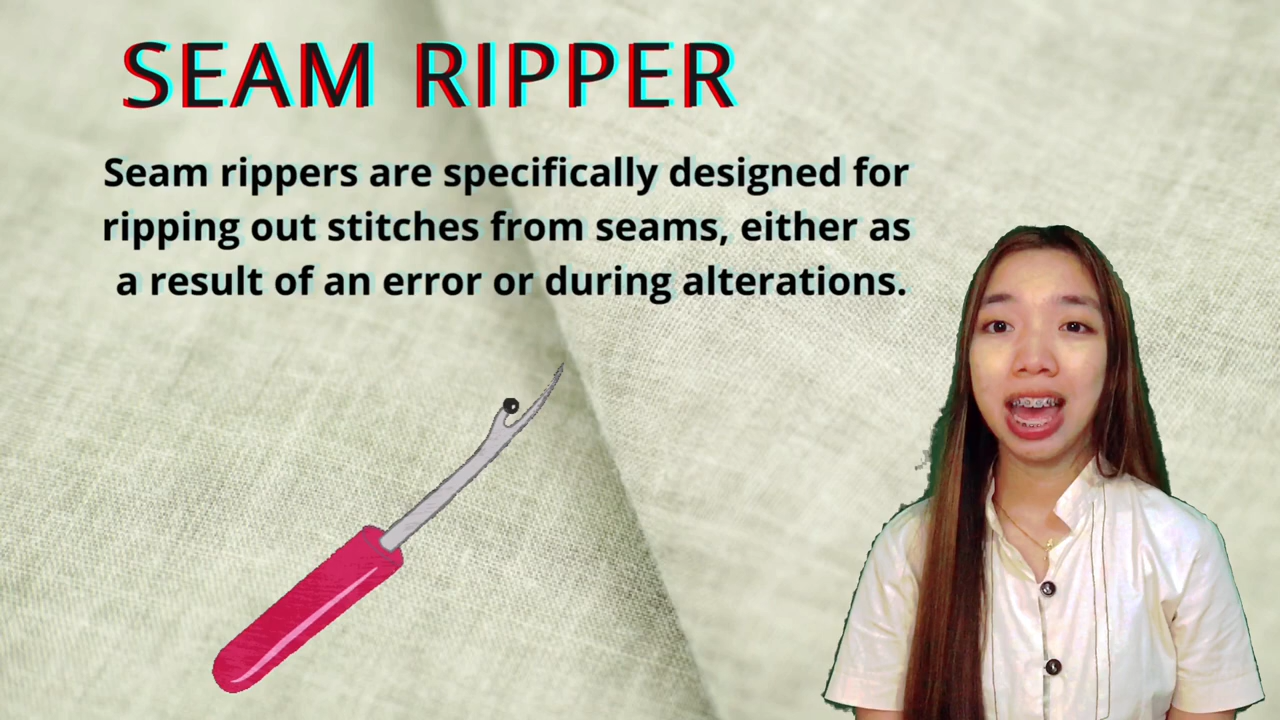 SEAM RIPPER
Seam rippers are specifically designed for
ripping out stitches from seams, either as
a result of an error or during alterations.